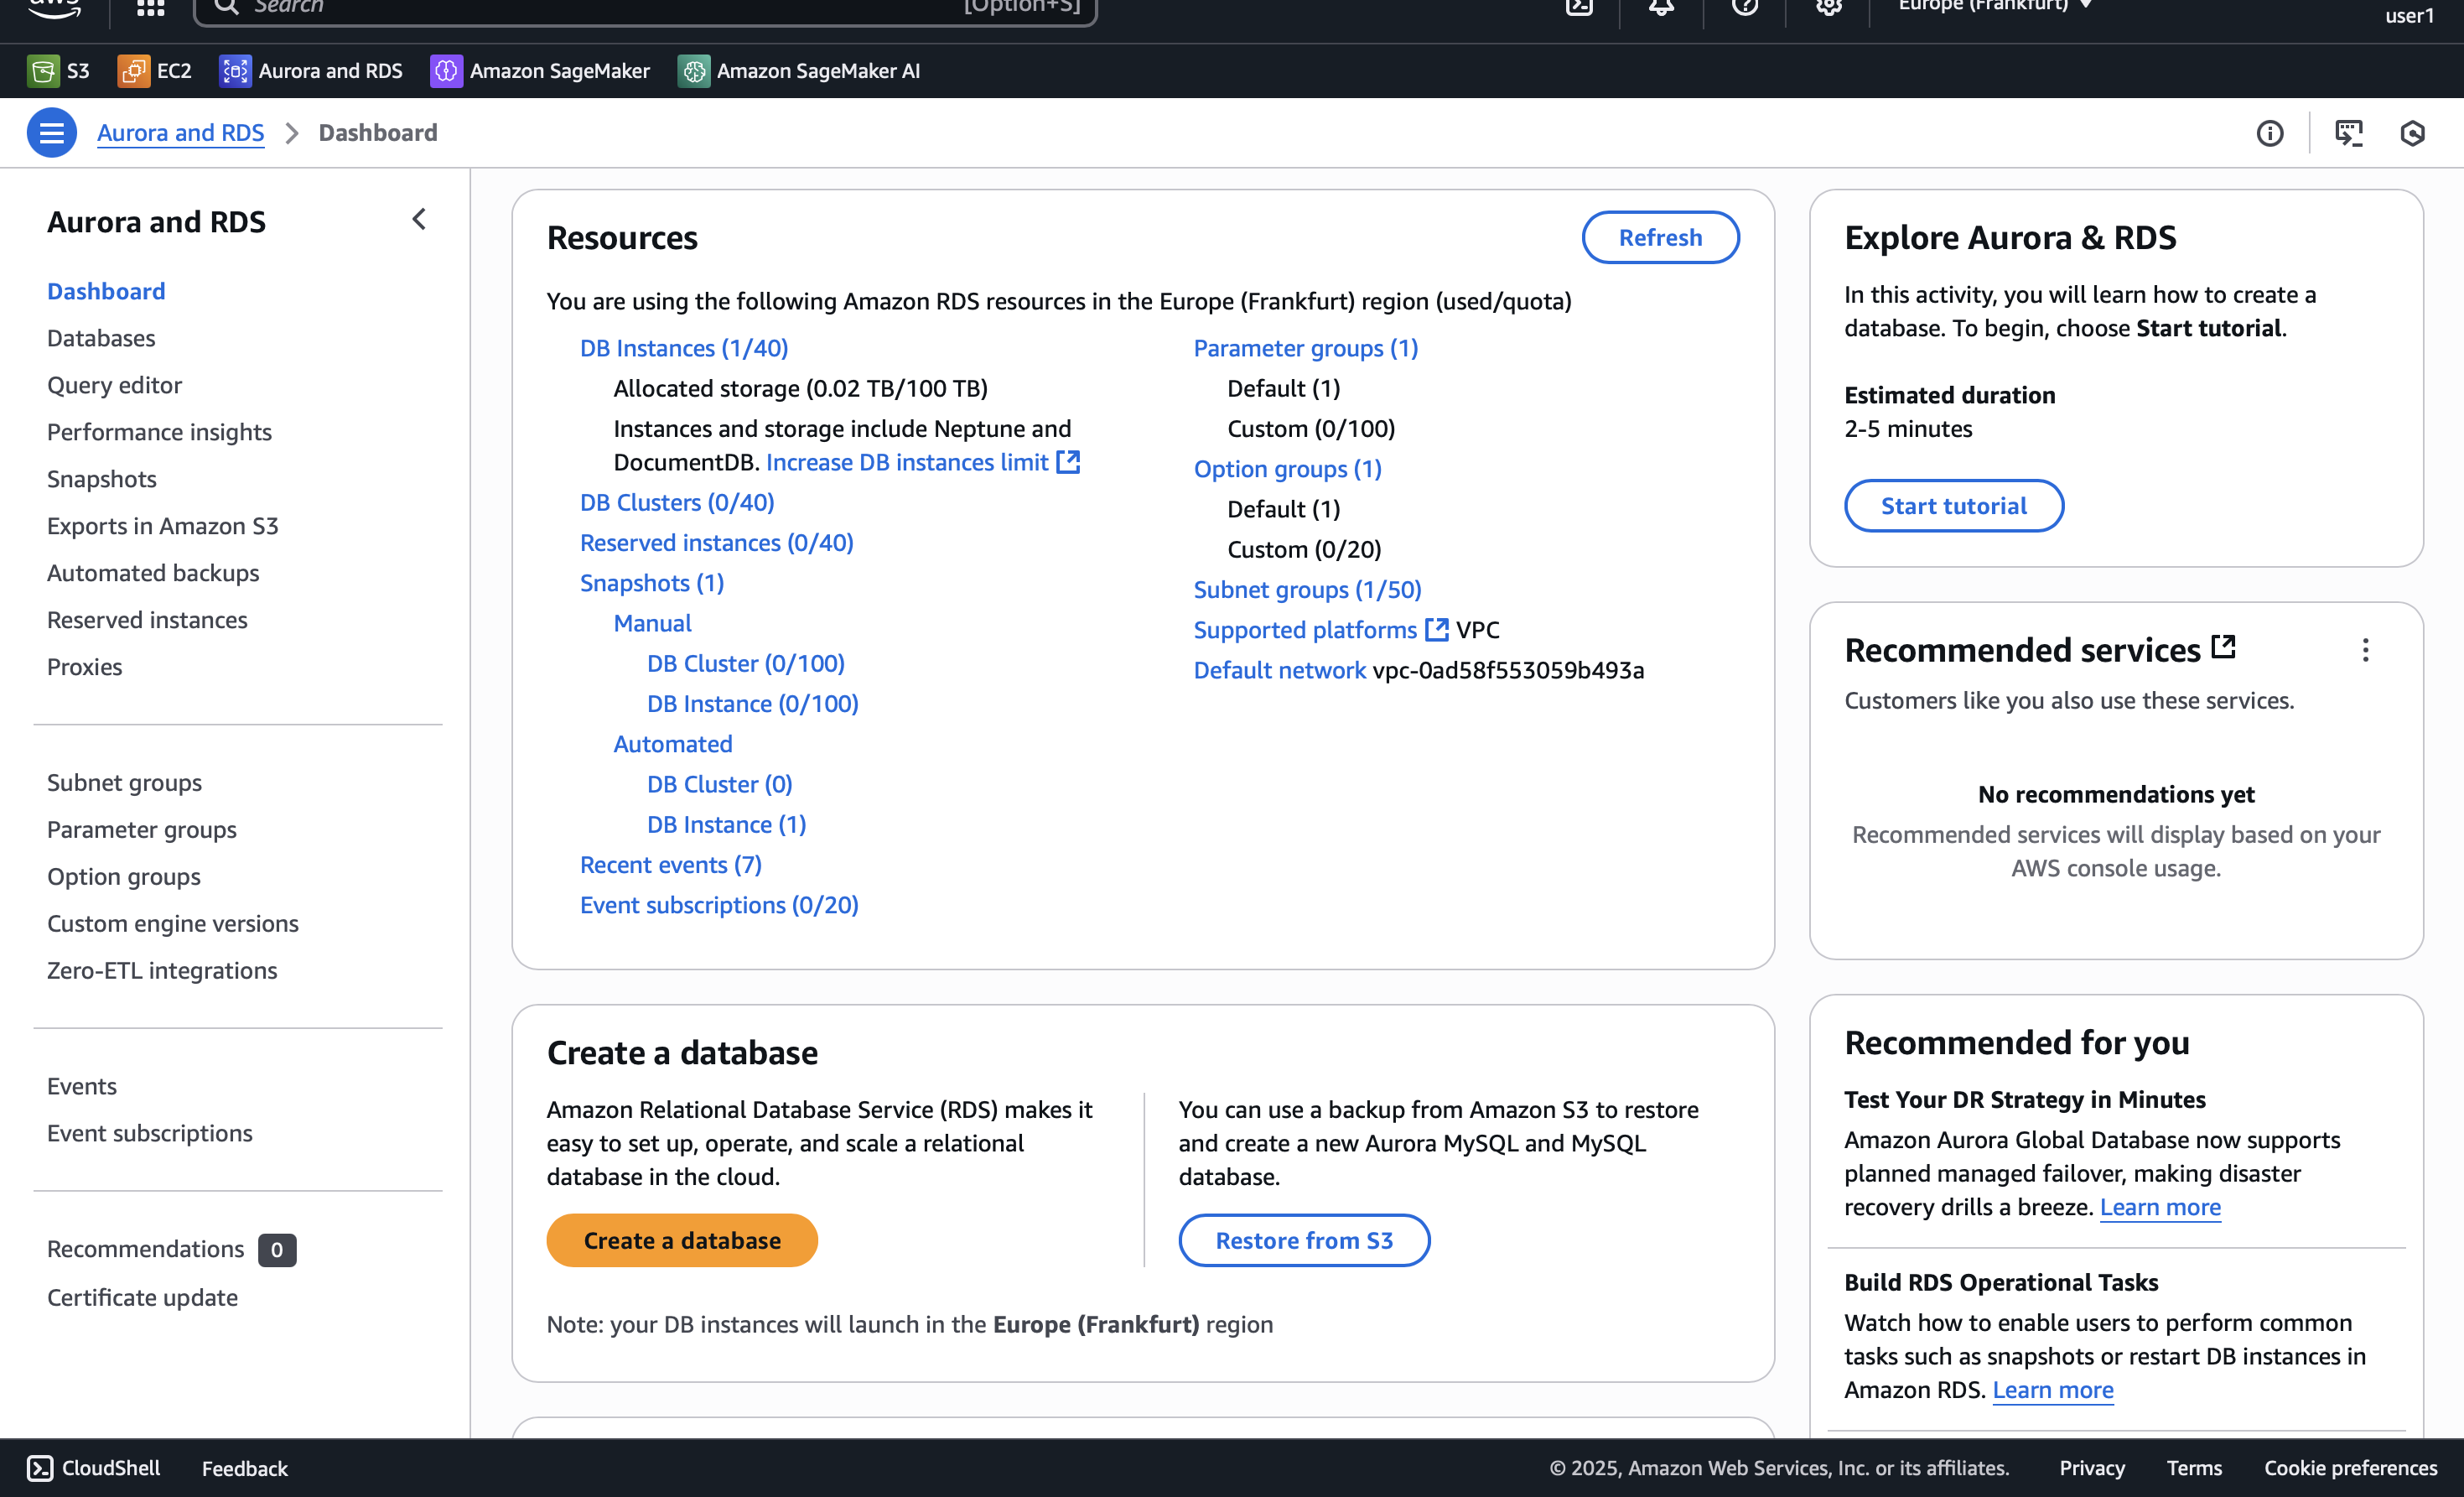 aws
Search
[Option+S]
Europe (Frankfurt)
user1
S3
EC2
Aurora and RDS
Amazon SageMaker
Amazon SageMaker AI
Aurora and RDS
Dashboard
Aurora and RDS
Dashboard
Databases
Query editor
Performance insights
Snapshots
Exports in Amazon S3
Automated backups
Reserved instances
Proxies
Subnet groups
Parameter groups
Option groups
Custom engine versions
Zero-ETL integrations
Events
Event subscriptions
Recommendations 0
Certificate update
Resources
Refresh
You are using the following Amazon RDS resources in the Europe (Frankfurt) region (used/quota)
DB Instances (1/40)
Allocated storage (0.02 TB/100 TB)
Instances and storage include Neptune and
DocumentDB. Increase DB instances limit
DB Clusters (0/40)
Reserved instances (0/40)
Snapshots (1)
Manual
DB Cluster (0/100)
DB Instance (0/100)
Automated
DB Cluster (0)
DB Instance (1)
Recent events (7)
Event subscriptions (0/20)
Parameter groups (1)
Default (1)
Custom (0/100)
Option groups (1)
Default (1)
Custom (0/20)
Subnet groups (1/50)
Supported platforms VPC
Default network vpc-0ad58f553059b493a
Create a database
Amazon Relational Database Service (RDS) makes it
easy to set up, operate, and scale a relational
database in the cloud.
Create a database
You can use a backup from Amazon S3 to restore
and create a new Aurora MySQL and MySQL
database.
Restore from S3
Note: your DB instances will launch in the Europe (Frankfurt) region
Explore Aurora & RDS
In this activity, you will learn how to create a
database. To begin, choose Start tutorial.
Estimated duration
2-5 minutes
Start tutorial
Recommended services
Customers like you also use these services.
No recommendations yet
Recommended services will display based on your
AWS console usage.
Recommended for you
Test Your DR Strategy in Minutes
Amazon Aurora Global Database now supports
planned managed failover, making disaster
recovery drills a breeze. Learn more
Build RDS Operational Tasks
Watch how to enable users to perform common
tasks such as snapshots or restart DB instances in
Amazon RDS. Learn more
CloudShell
Feedback
© 2025, Amazon Web Services, Inc. or its affiliates.
Privacy
Terms
Cookie preferences